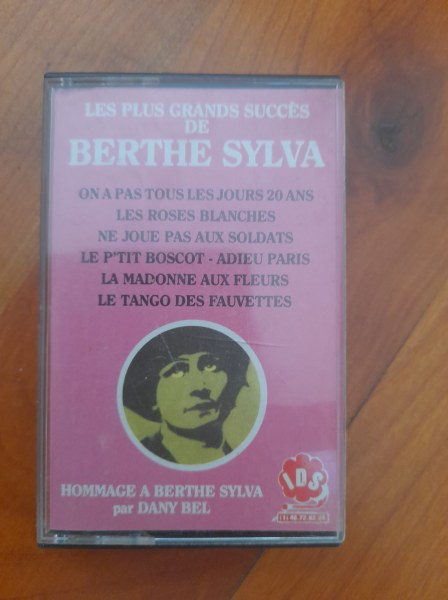 LES PLUS GRANDS SUCCÈS
DE
BERTHE SYLVA
ON A PAS TOUS LES JOURS 20 ANS
LES ROSES BLANCHES
NE JOUE PAS AUX SOLDATS
LE P'TIT BOSCOT - ADIEU PARIS
LA MADONNE AUX FLEURS
LE TANGO DES FAUVETTES
HOMMAGE A BERTHE SYLVA
par DANY BEL
IDS